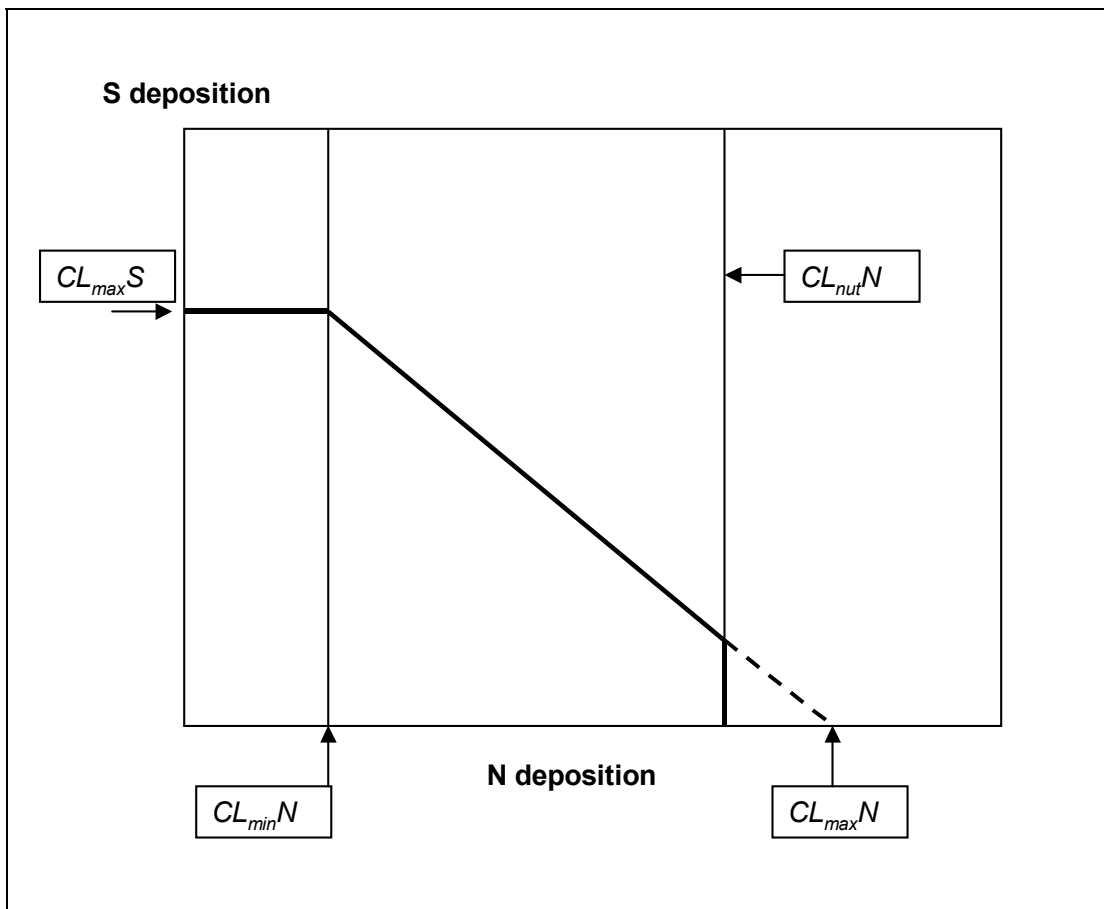 S deposition
CLmaxS
CLnutN
N deposition
CLminN
CLmaxN